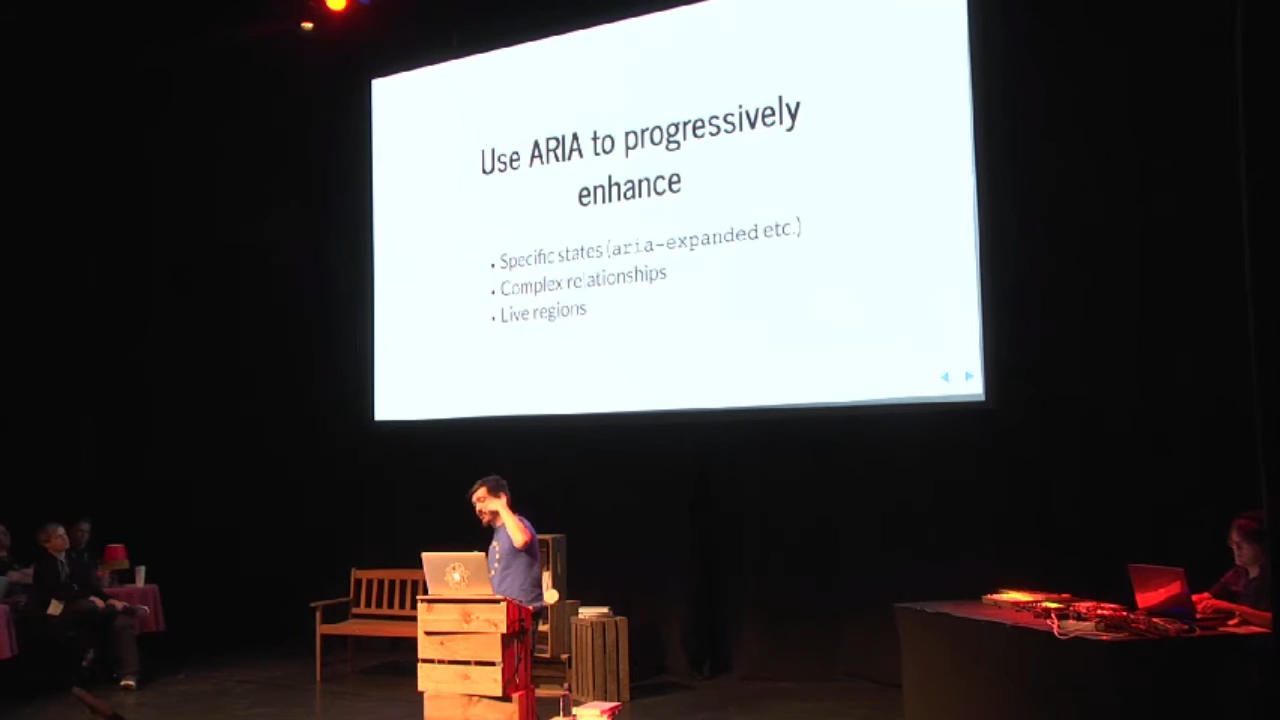 Use ARIA to progressively
enhance
• Specific states (aria-expanded etc.)
• Complex relationships
• Live regions